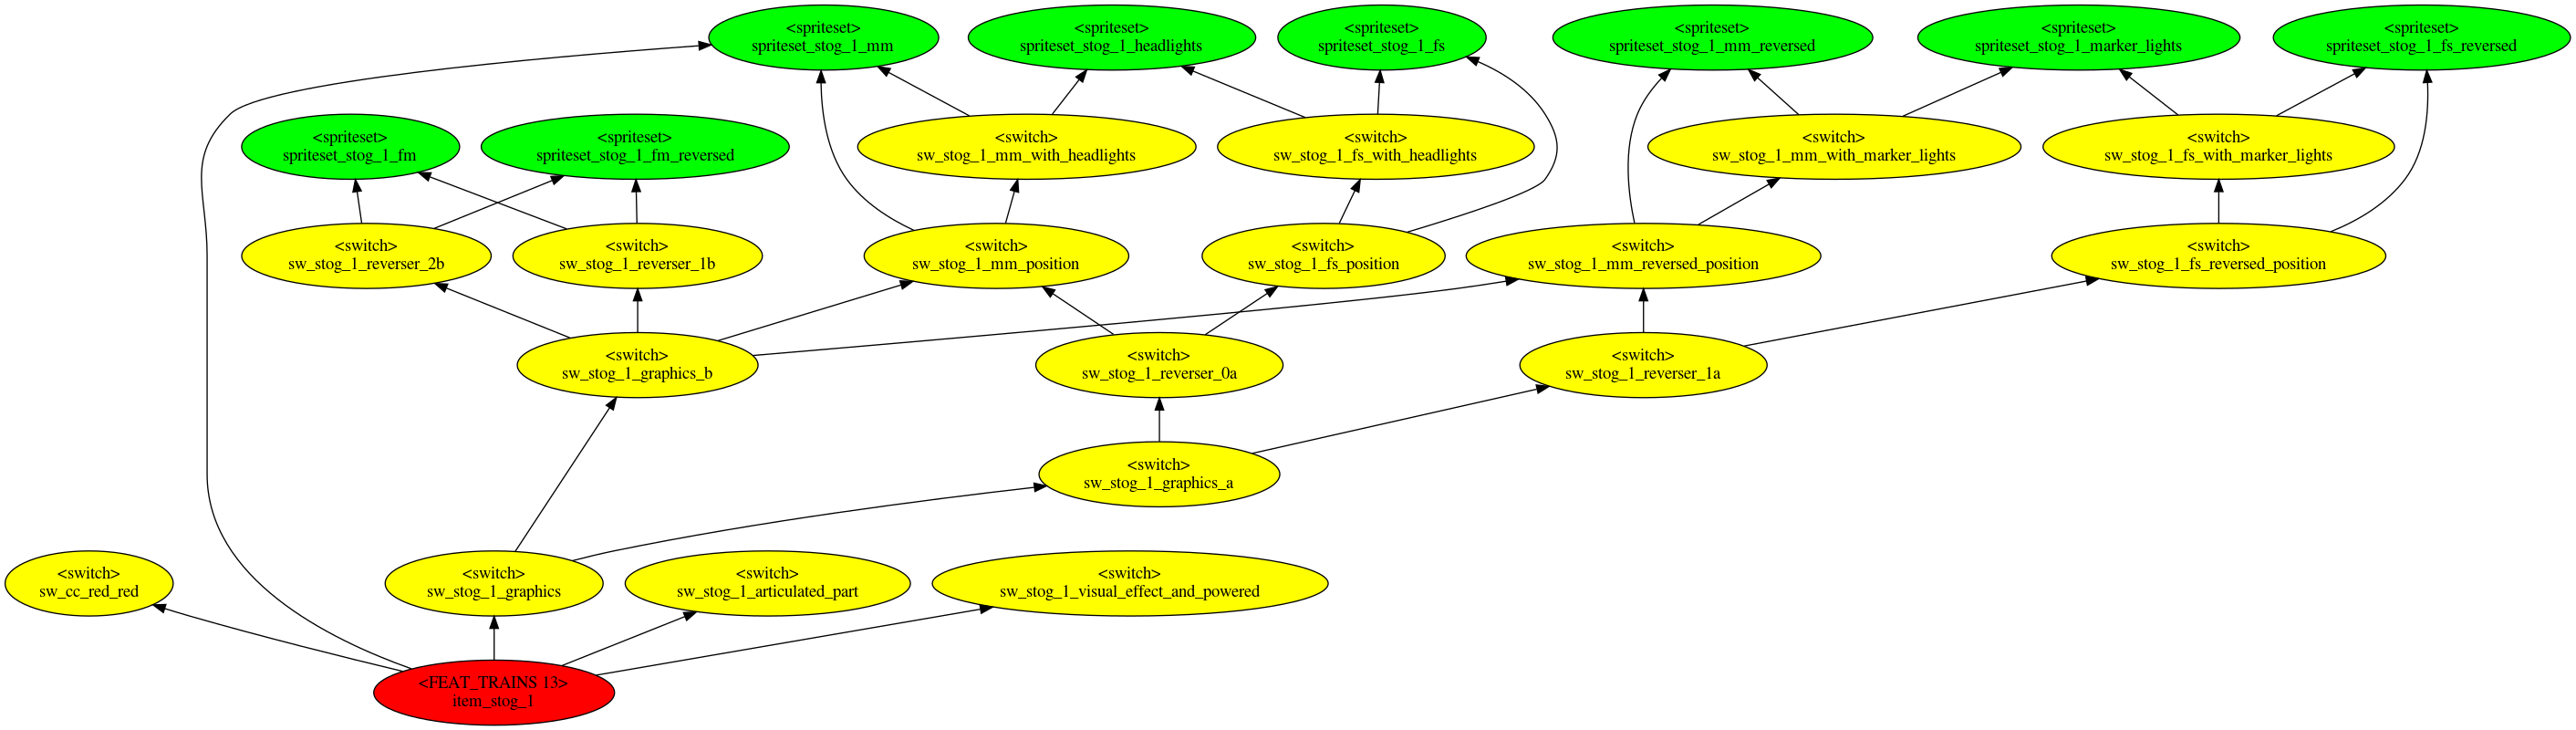 <spriteset>
spriteset_stog_1_mm
<spriteset>
spriteset_stog_1_headlights
<spriteset>
spriteset_stog_1_fs
<spriteset>
spriteset_stog_1_mm_reversed
<spriteset>
spriteset_stog_1_marker_lights
<spriteset>
spriteset_stog_1_fs_reversed
<spriteset>
spriteset_stog_1_fm
<spriteset>
spriteset_stog_1_fm_reversed
<switch>
sw_stog_1_mm_with_headlights
<switch>
sw_stog_1_fs_with_headlights
<switch>
sw_stog_1_mm_with_marker_lights
<switch>
sw_stog_1_fs_with_marker_lights
<switch>
sw_stog_1_reverser_2b
<switch>
sw_stog_1_reverser_1b
<switch>
sw_stog_1_mm_position
<switch>
sw_stog_1_fs_position
<switch>
sw_stog_1_mm_reversed_position
<switch>
sw_stog_1_fs_reversed_position
<switch>
sw_stog_1_graphics_b
<switch>
sw_stog_1_reverser_0a
<switch>
sw_stog_1_reverser_1a
<switch>
sw_stog_1_graphics_a
<switch>
sw_cc_red_red
<switch>
sw_stog_1_graphics
<switch>
sw_stog_1_articulated_part
<switch>
sw_stog_1_visual_effect_and_powered
<FEAT_TRAINS 13>
item_stog_1